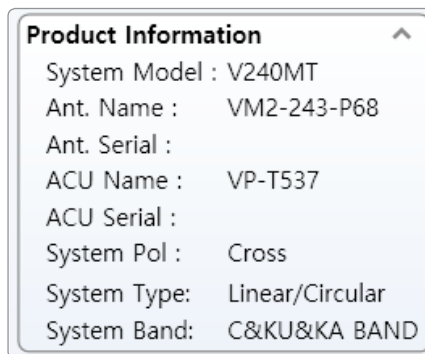 Product Information
System Model : V240MT
Ant. Name : VM2-243-P68
Ant. Serial :
ACU Name : VP-T537
ACU Serial :
System Pol : Cross
System Type: Linear/Circular
System Band: C&KU&KA BAND